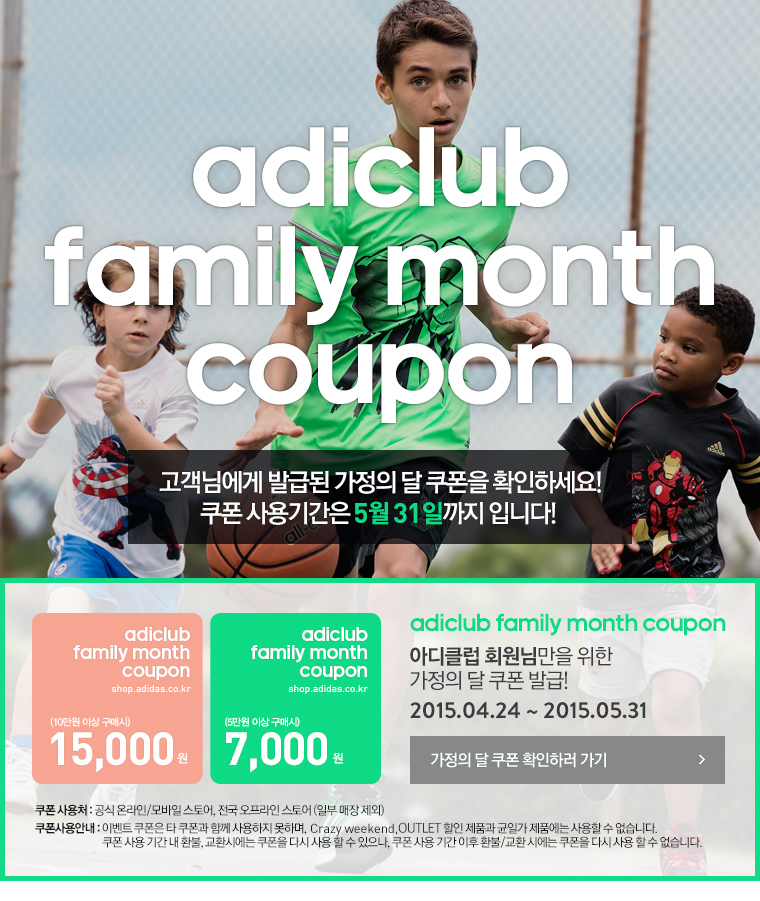 adiclub
family month
coupon
adidas
adidas
고객님에게 발급된 가정의 달 쿠폰을 확인하세요!
쿠폰 사용기간은 5월 31일까지 입니다!
adiclub
family month
coupon
shop.adidas.co.kr
(10만원 이상 구매시)
15,000 원
adiclub
family month
coupon
shop.adidas.co.kr
(5만원 이상 구매시)
7,000 원
adiclub family month coupon
아디클럽 회원님만을 위한
가정의 달 쿠폰 발급!
2015.04.24 ~ 2015.05.31
가정의 달 쿠폰 확인하러 가기 >
쿠폰 사용처 : 공식 온라인/모바일 스토어, 전국 오프라인 스토어 (일부 매장 제외)
쿠폰사용안내 : 이벤트 쿠폰은 타 쿠폰과 함께 사용하지 못하며, Crazy weekend,OUTLET 할인 제품과 균일가 제품에는 사용할 수 없습니다.
쿠폰 사용 기간 내 환불, 교환시에는 쿠폰을 다시 사용 할 수 있으나, 쿠폰 사용 기간 이후 환불/교환 시에는 쿠폰을 다시 사용 할 수 없습니다.